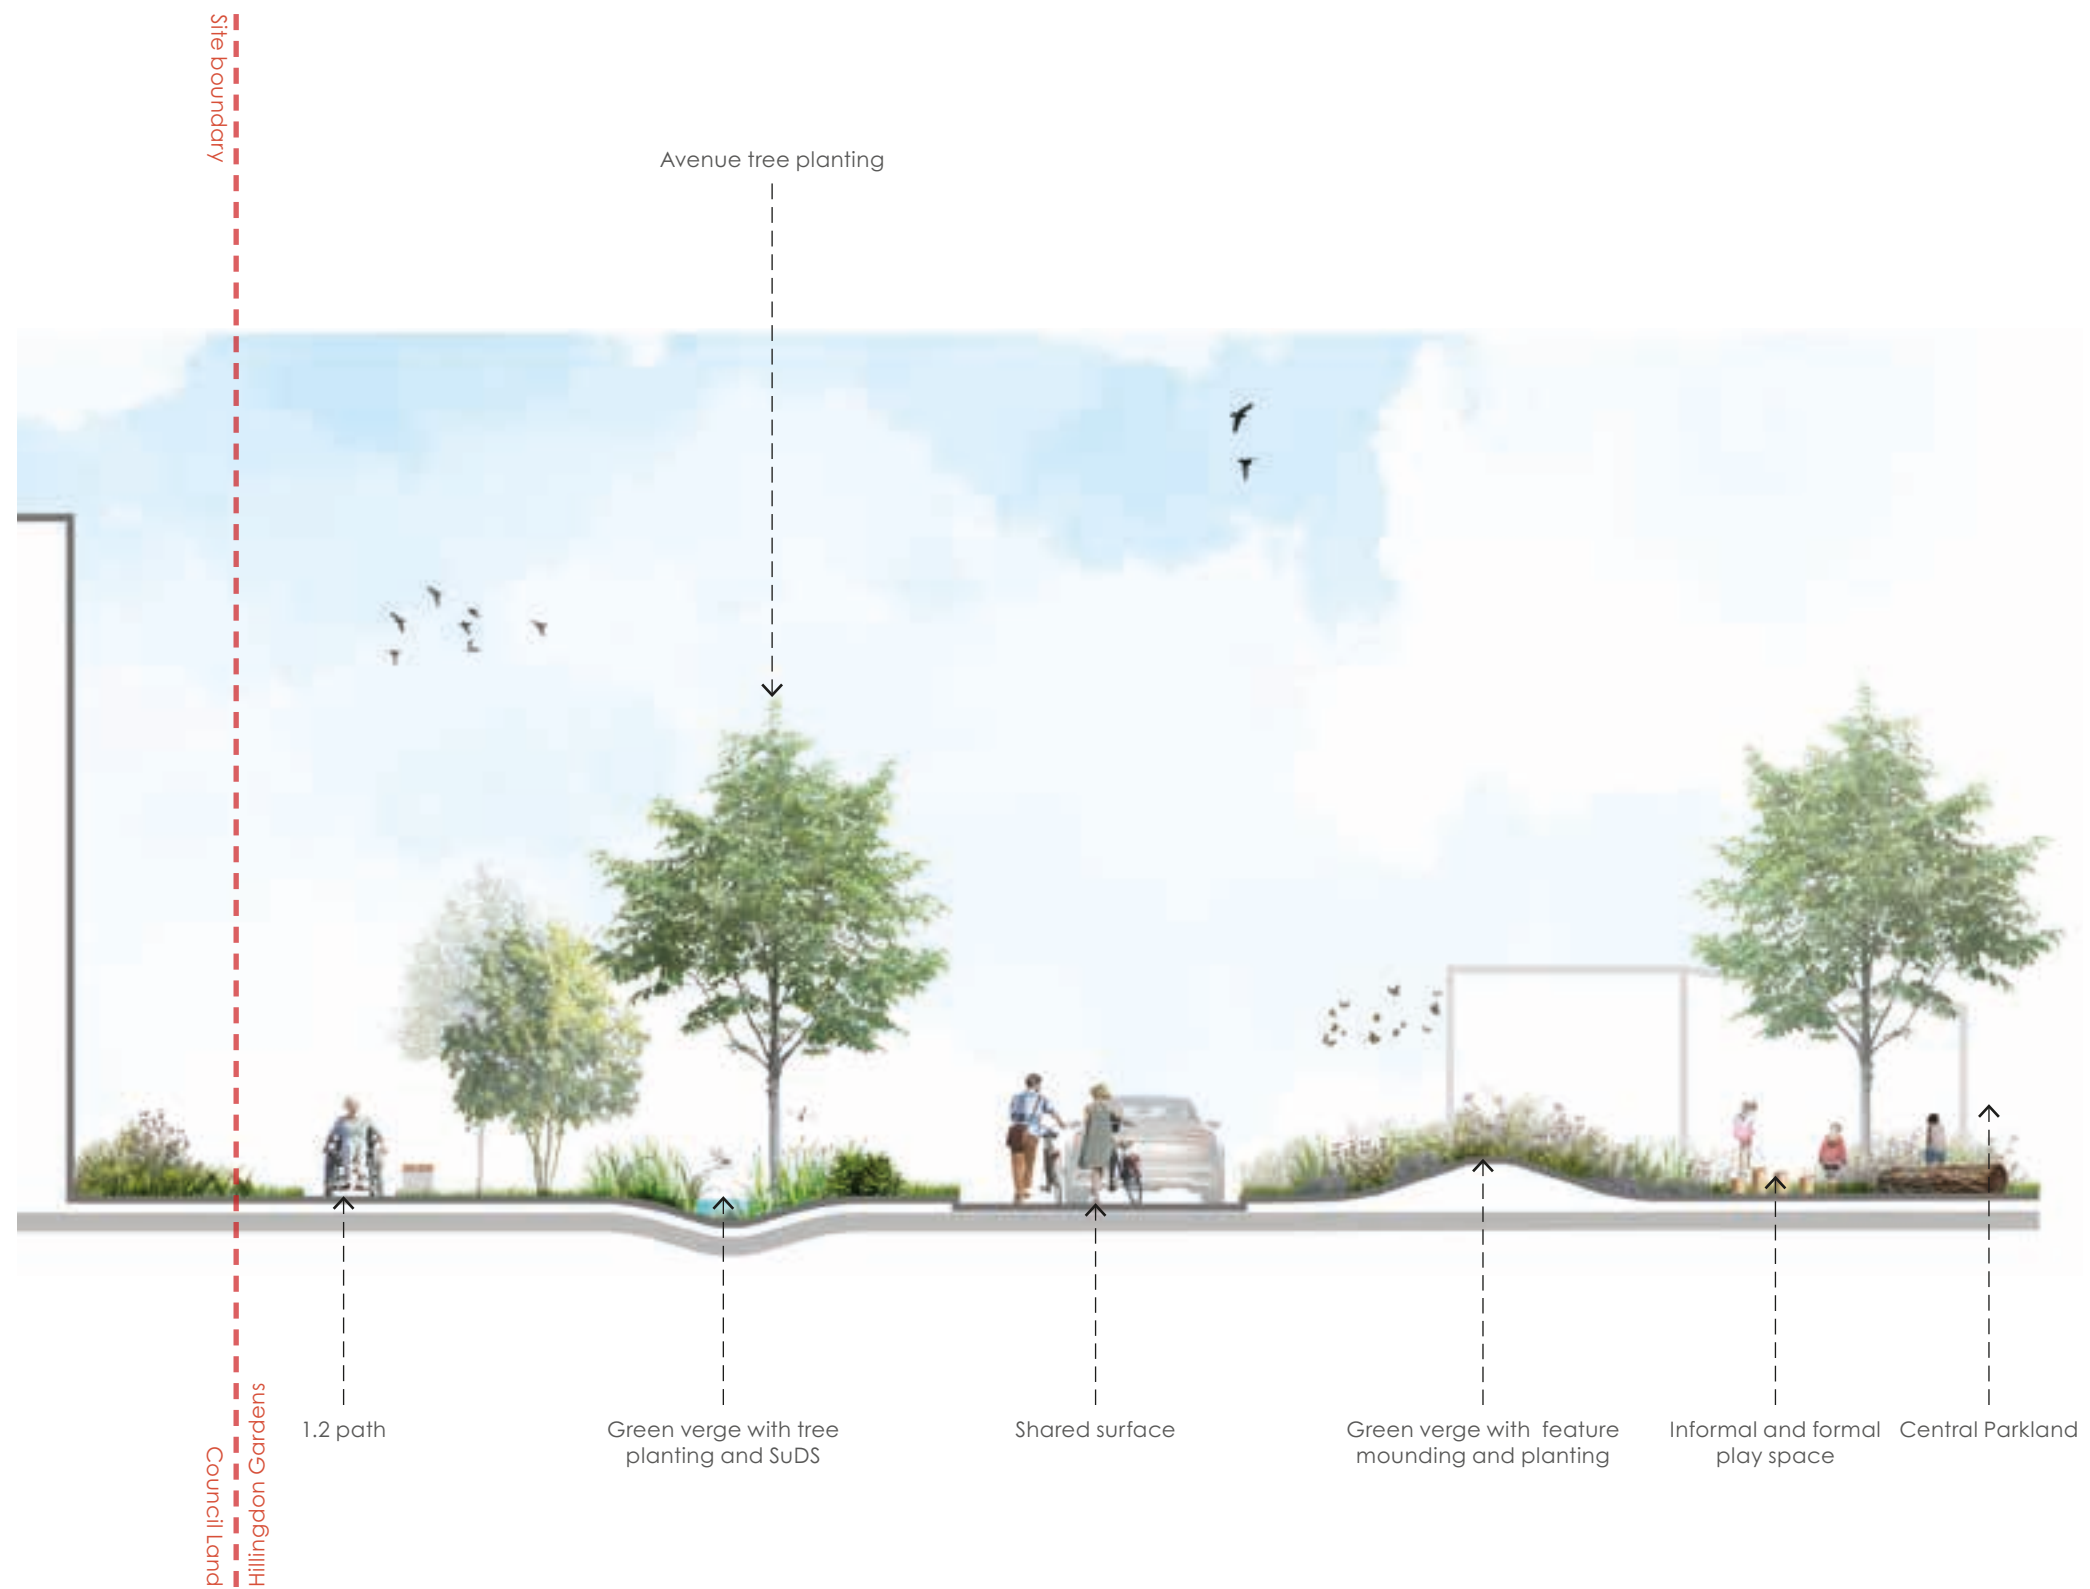 Site boundary
Avenue tree planting
Council Land
Hillingdon Gardens
1.2 path
Green verge with tree
planting and SuDS
Shared surface
Green verge with  feature
mounding and planting
Informal and formal
play space
Central Parkland